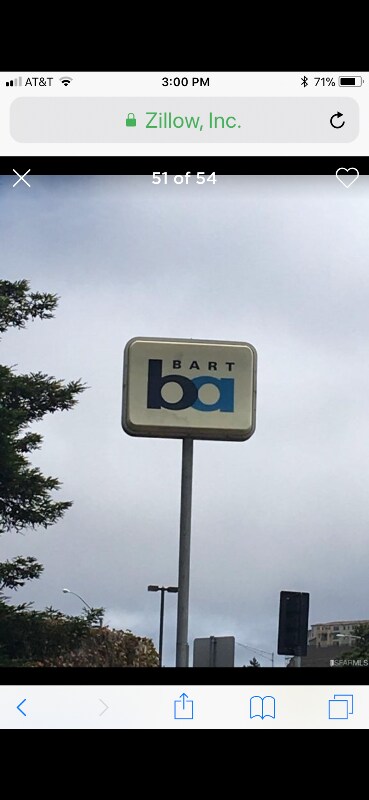 AT&T 3:00 PM 71%
Zillow, Inc.
51 of 54
BART
ba
SFARMLS